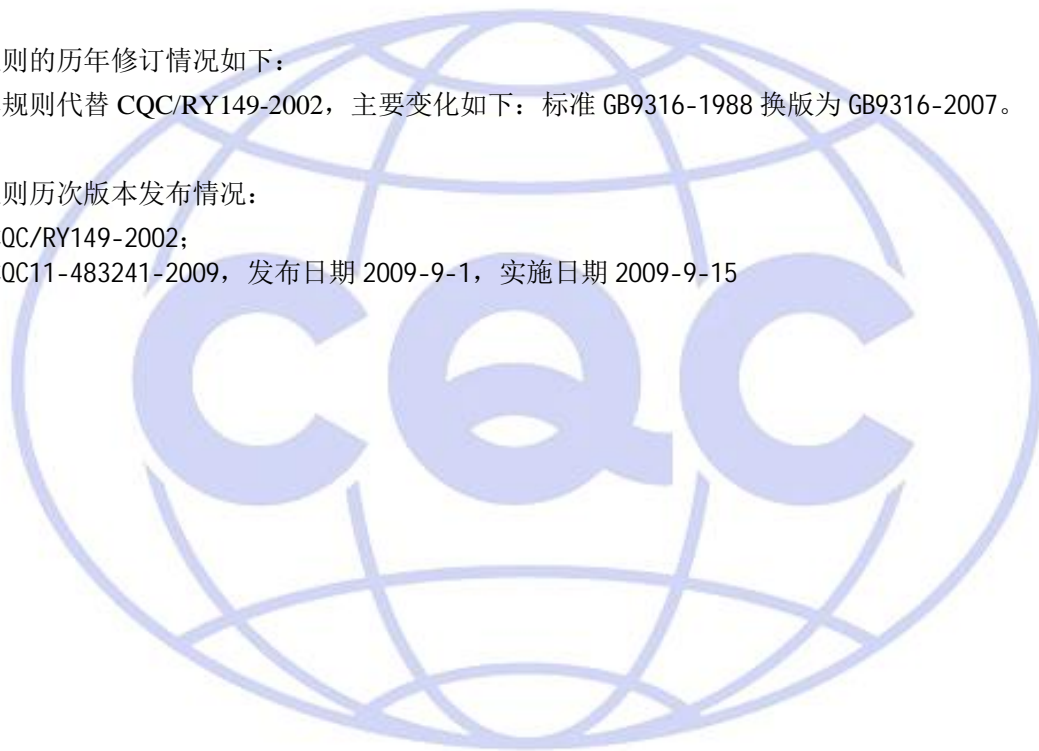 则的历年修订情况如下：
规则代替 CQC/RY149-2002，主要变化如下：标准 GB9316-1988 换版为 GB9316-2007。
则历次版本发布情况：
QC/RY149-2002；
QC11-483241-2009，发布日期 2009-9-1，实施日期 2009-9-15
CQC